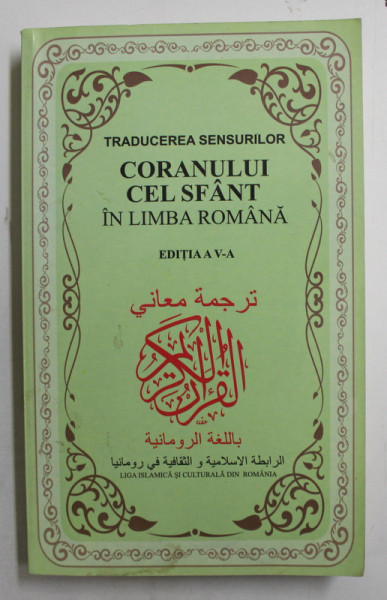 TRADUCEREA SENSURILOR
CORANULUI
CEL SFÂNT
ÎN LIMBA ROMÂNĂ
EDIȚIA A V-A
ترجمة معاني
القرآن الكريم
باللغة الرومانية
الرابطة الاسلامية و الثقافية في رومانيا
LIGA ISLAMICĂ ȘI CULTURALĂ DIN ROMÂNIA